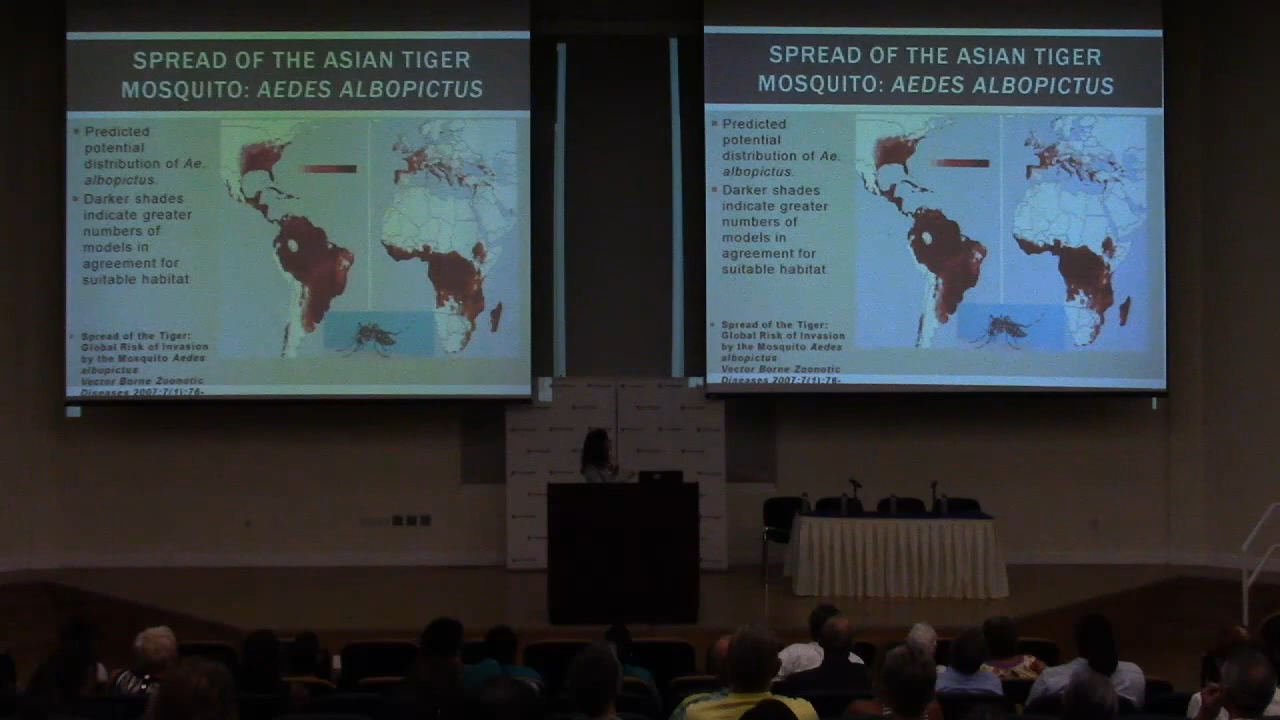 SPREAD OF THE ASIAN TIGER
MOSQUITO: AEDES ALBOPICTUS
Predicted
potential
distribution of Ae.
albopictus.
Darker shades
indicate greater
numbers of
models in
agreement for
suitable habitat
Spread of the Tiger:
Global Risk of Invasion
by the Mosquito Aedes
albopictus
Vector Borne Zoonotic
Diseases 2007;7(1):76-
SPREAD OF THE ASIAN TIGER
MOSQUITO: AEDES ALBOPICTUS
Predicted
potential
distribution of Ae.
albopictus.
Darker shades
indicate greater
numbers of
models in
agreement for
suitable habitat
Spread of the Tiger:
Global Risk of Invasion
by the Mosquito Aedes
albopictus
Vector Borne Zoonotic
Diseases 2007;7(1):76-